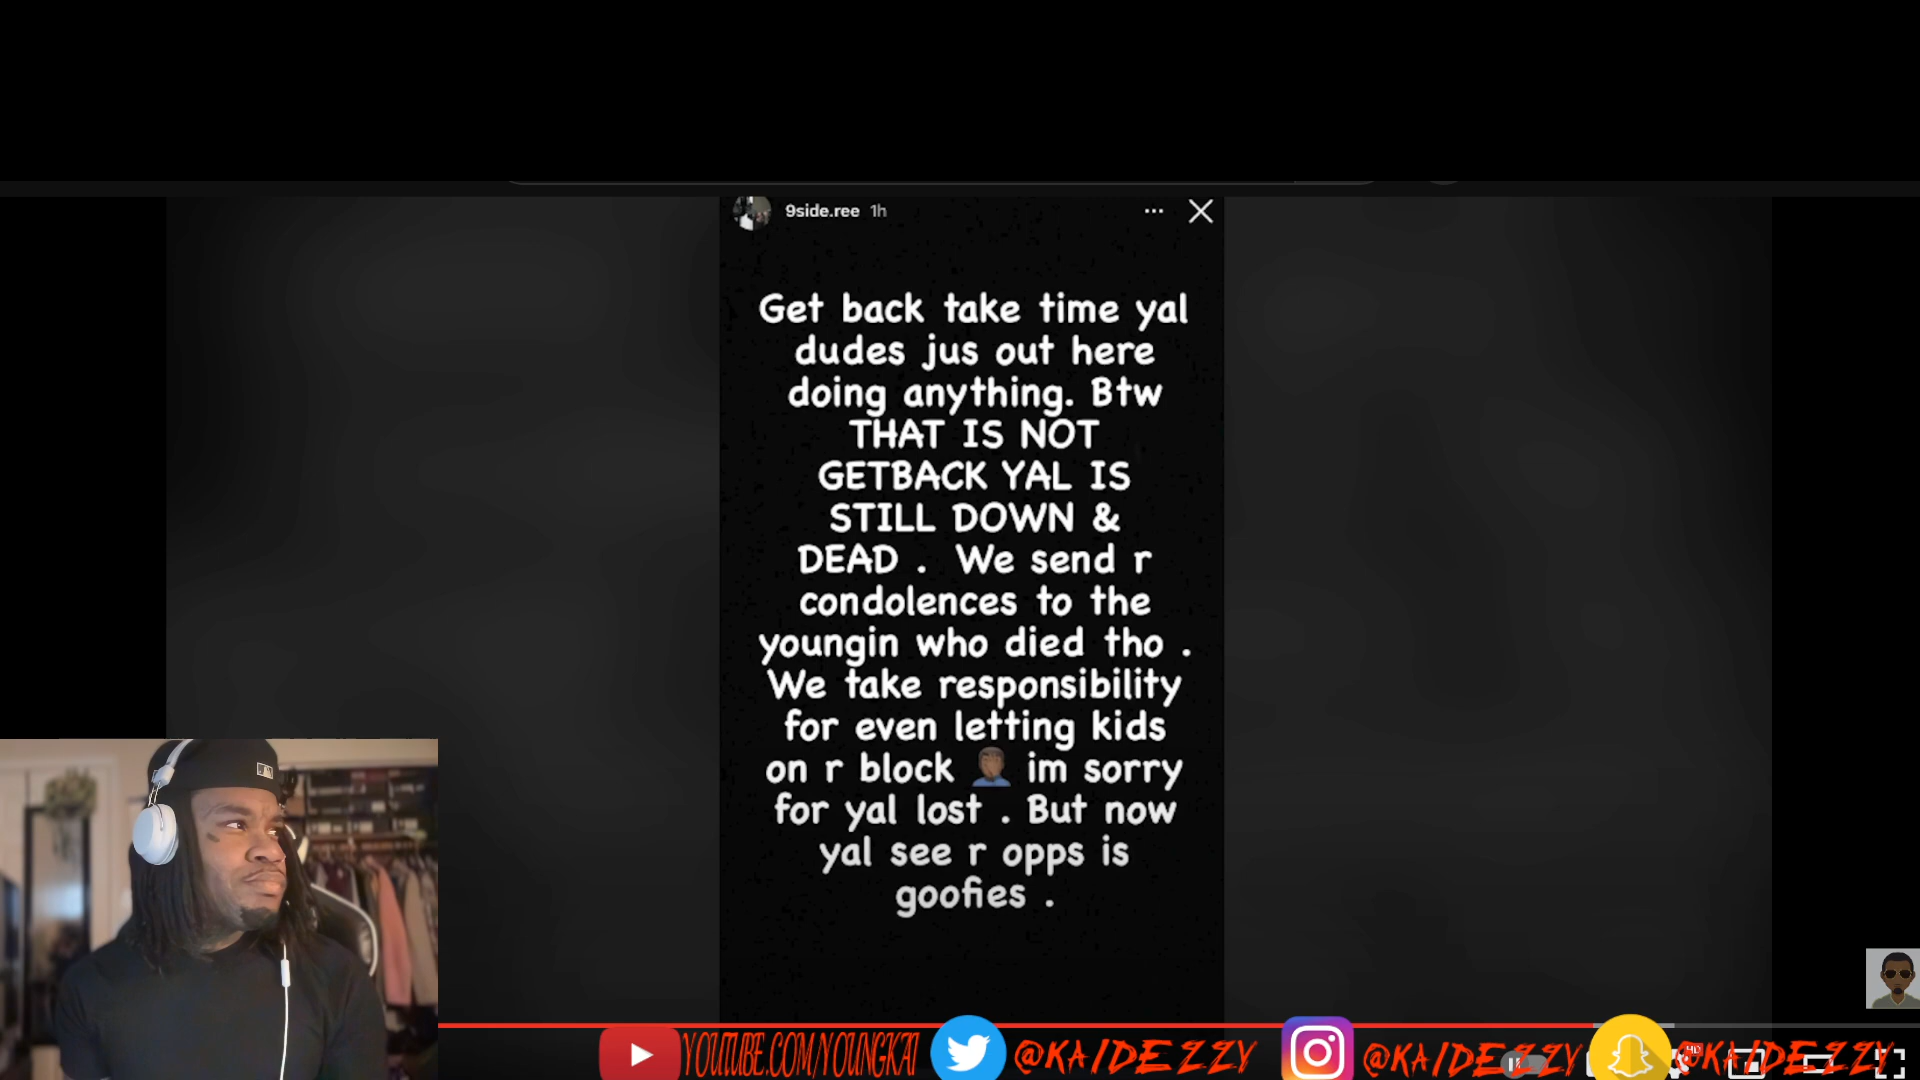 9side.ree 1h
Get back take time yal
dudes jus out here
doing anything. Btw
THAT IS NOT
GETBACK YAL IS
STILL DOWN &
DEAD . We send r
condolences to the
youngin who died tho .
We take responsibility
for even letting kids
on r block 🤦🏾‍♂️ im sorry
for yal lost . But now
yal see r opps is
goofies .
YOUTUBE.COM/YOUNGKAI @KAIDEZZY @KAIDEZZY @KAIDEZZY
HD